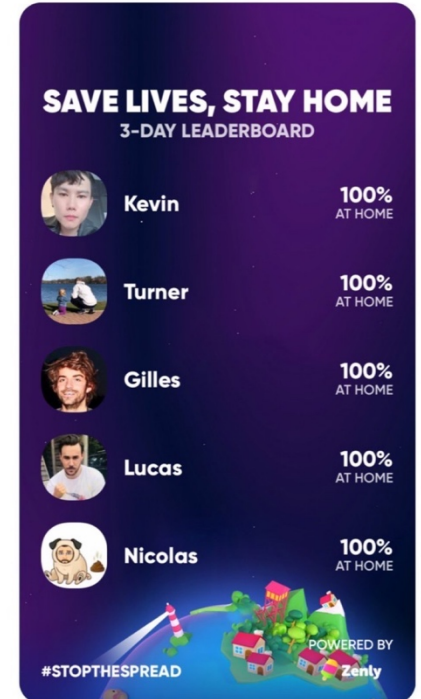 SAVE LIVES, STAY HOME
3-DAY LEADERBOARD
Kevin
100%
AT HOME
Turner
100%
AT HOME
Gilles
100%
AT HOME
Lucas
100%
AT HOME
Nicolas
100%
AT HOME
POWERED BY
#STOPTHESPREAD
Zenly